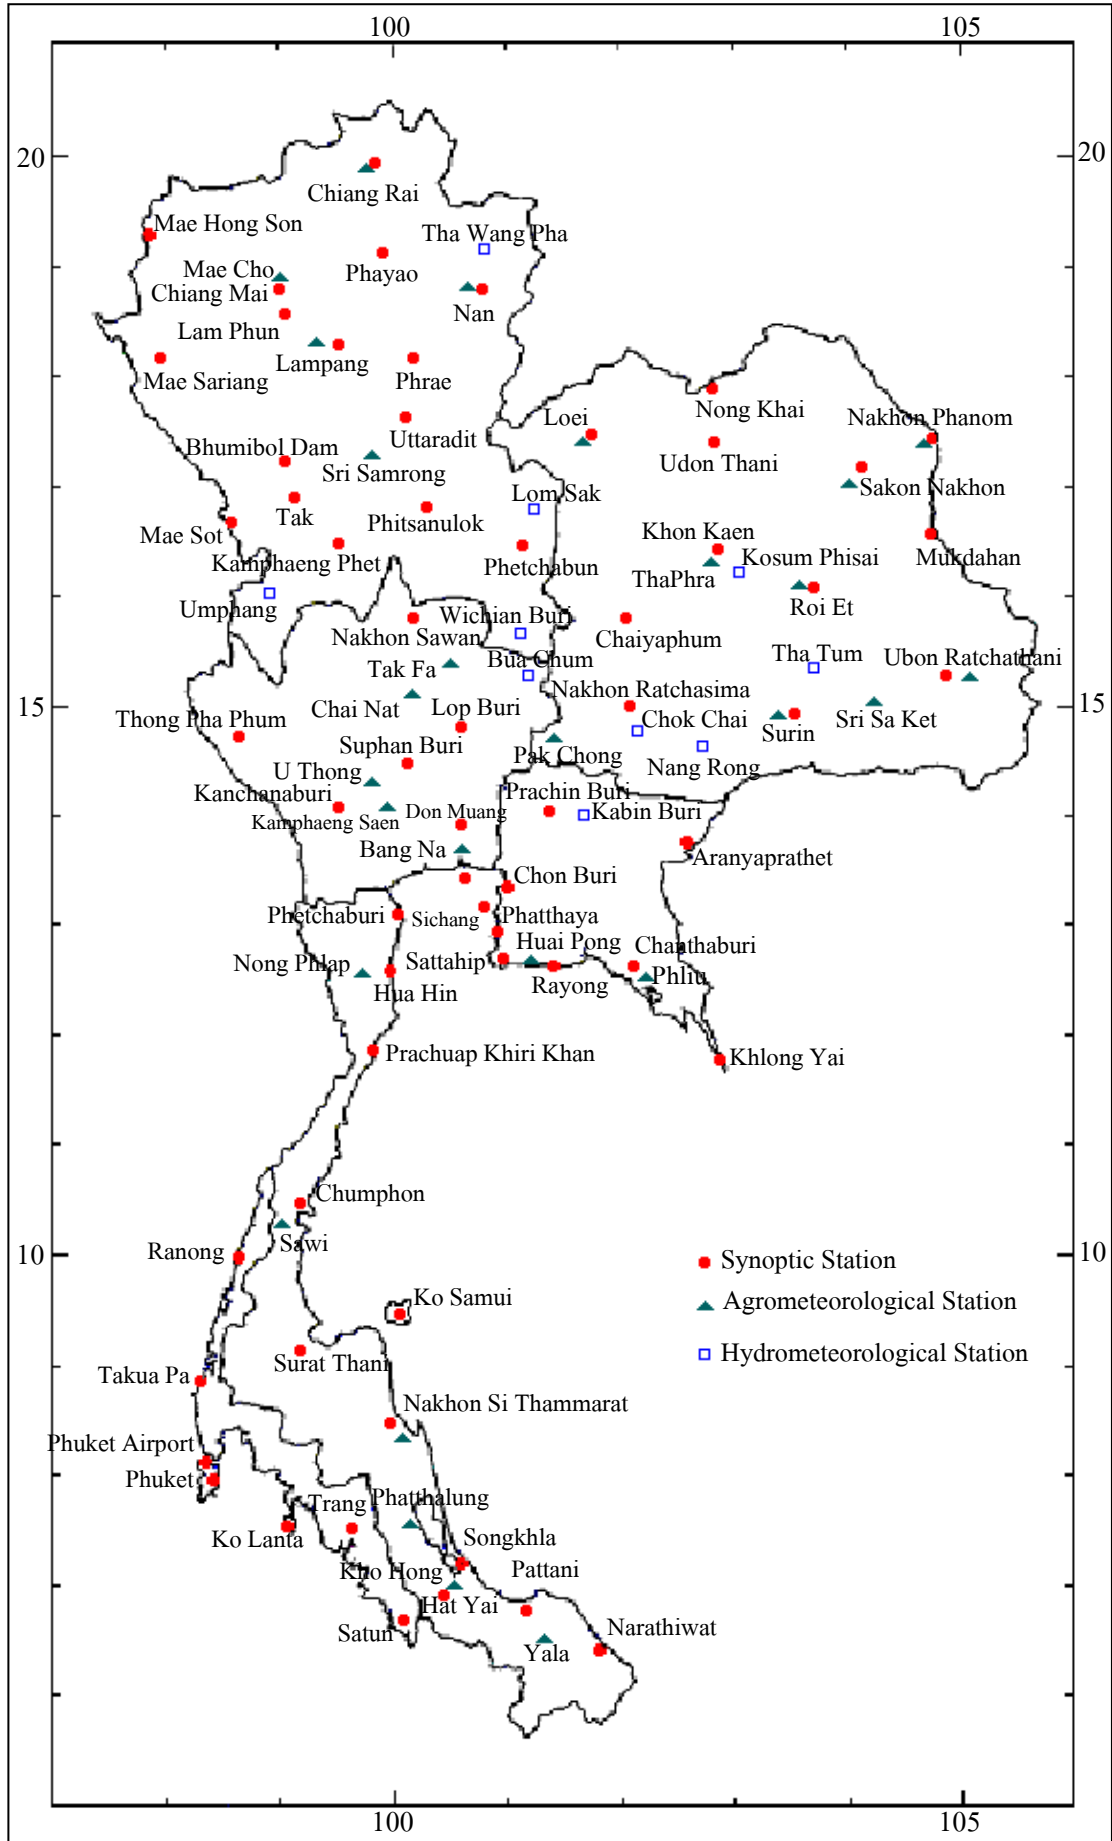 100
105
20
20
Chiang Rai
Mae Hong Son
Tha Wang Pha
Mae Cho
Phayao
Chiang Mai
Nan
Lam Phun
Lampang
Mae Sariang
Phrae
Nong Khai
Loei
Nakhon Phanom
Uttaradit
Bhumibol Dam
Udon Thani
Sri Samrong
Sakon Nakhon
Lom Sak
Tak
Phitsanulok
Mae Sot
Khon Kaen
Kosum Phisai
Mukdahan
Kamphaeng Phet
Phetchabun
ThaPhra
Umphang
Roi Et
Wichian Buri
Nakhon Sawan
Chaiyaphum
Tha Tum
Ubon Ratchathani
Bua Chum
Tak Fa
Nakhon Ratchasima
15
15
Chai Nat
Lop Buri
Thong Pha Phum
Chok Chai
Sri Sa Ket
Surin
Suphan Buri
Pak Chong
Nang Rong
U Thong
Kanchanaburi
Prachin Buri
Kamphaeng Saen
Don Muang
Kabin Buri
Bang Na
Aranyaprathet
Chon Buri
Phetchaburi
Sichang
Phatthaya
Huai Pong
Chanthaburi
Nong Phlap
Sattahip
Phliu
Hua Hin
Rayong
Prachuap Khiri Khan
Khlong Yai
Chumphon
Sawi
Ranong
10
10
Synoptic Station
Ko Samui
Agrometeorological Station
Hydrometeorological Station
Surat Thani
Takua Pa
Nakhon Si Thammarat
Phuket Airport
Phuket
Phatthalung
Trang
Ko Lanta
Songkhla
Kho Hong
Pattani
Hat Yai
Satun
Narathiwat
Yala
100
105